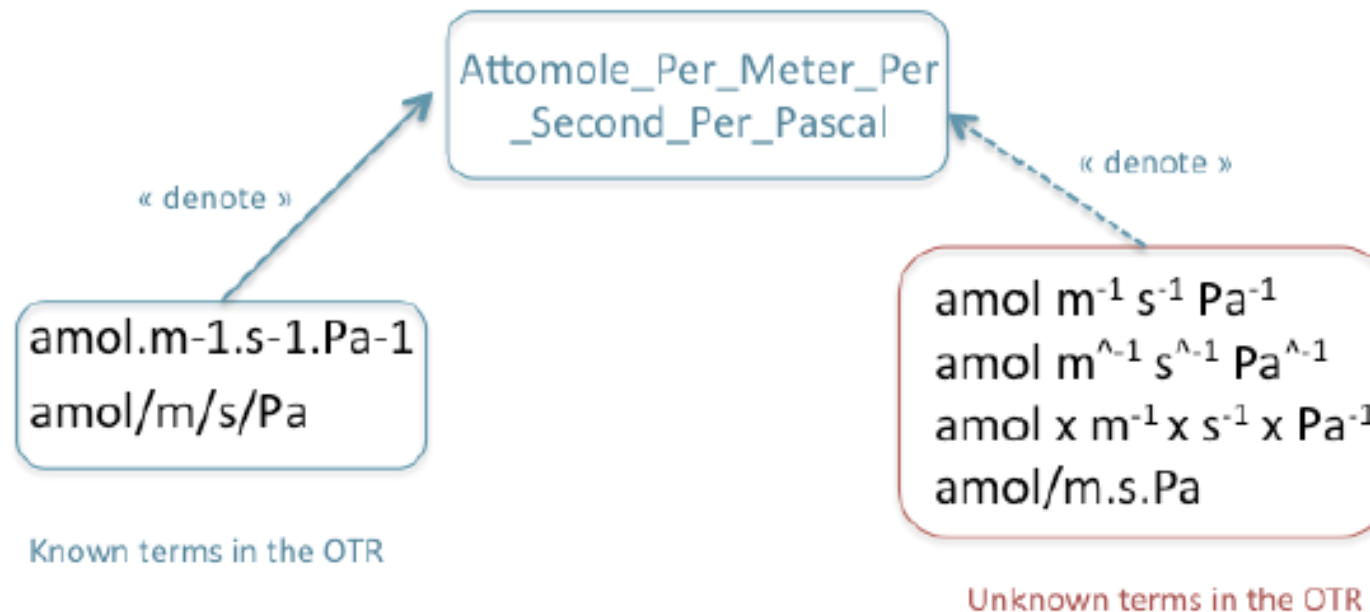 Attomole_Per_Meter_Per
_Second_Per_Pascal
« denote »
« denote »
amol.m-1.s-1.Pa-1
amol/m/s/Pa
Known terms in the OTR
amol m⁻¹ s⁻¹ Pa⁻¹
amol m^⁻¹ s^⁻¹ Pa^⁻¹
amol x m⁻¹ x s⁻¹ x Pa⁻¹
amol/m.s.Pa
Unknown terms in the OTR